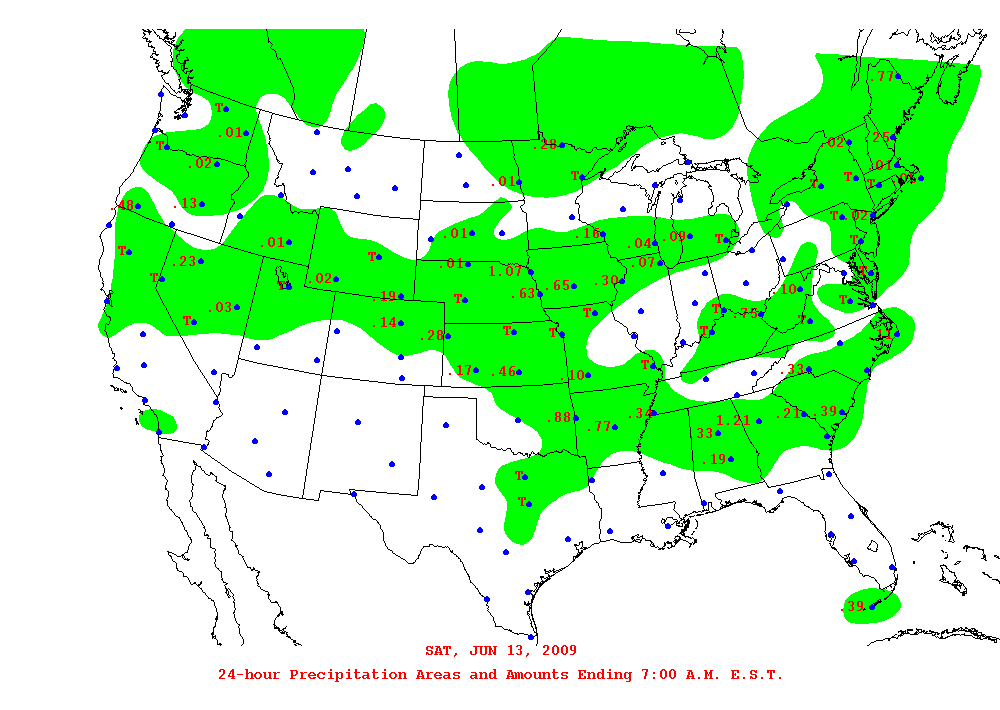 .77
T
.01
.28
.02
.25
T
.02
.01
.01
T
T
T
T
.48
.13
T
.02
.01
.16
.04
.09
T
T
T
.01
.23
T
.01
1.07
.07
T
T
T
.02
.65
.30
.10
.19
T
.63
T
.03
T
T
.75
T
.14
T
T
T
T
.28
.11
.17
.46
.10
T
.33
.88
.77
.34
1.21
.21
.39
.33
.19
T
T
.39
SAT, JUN 13, 2009
24-hour Precipitation Areas and Amounts Ending 7:00 A.M. E.S.T.